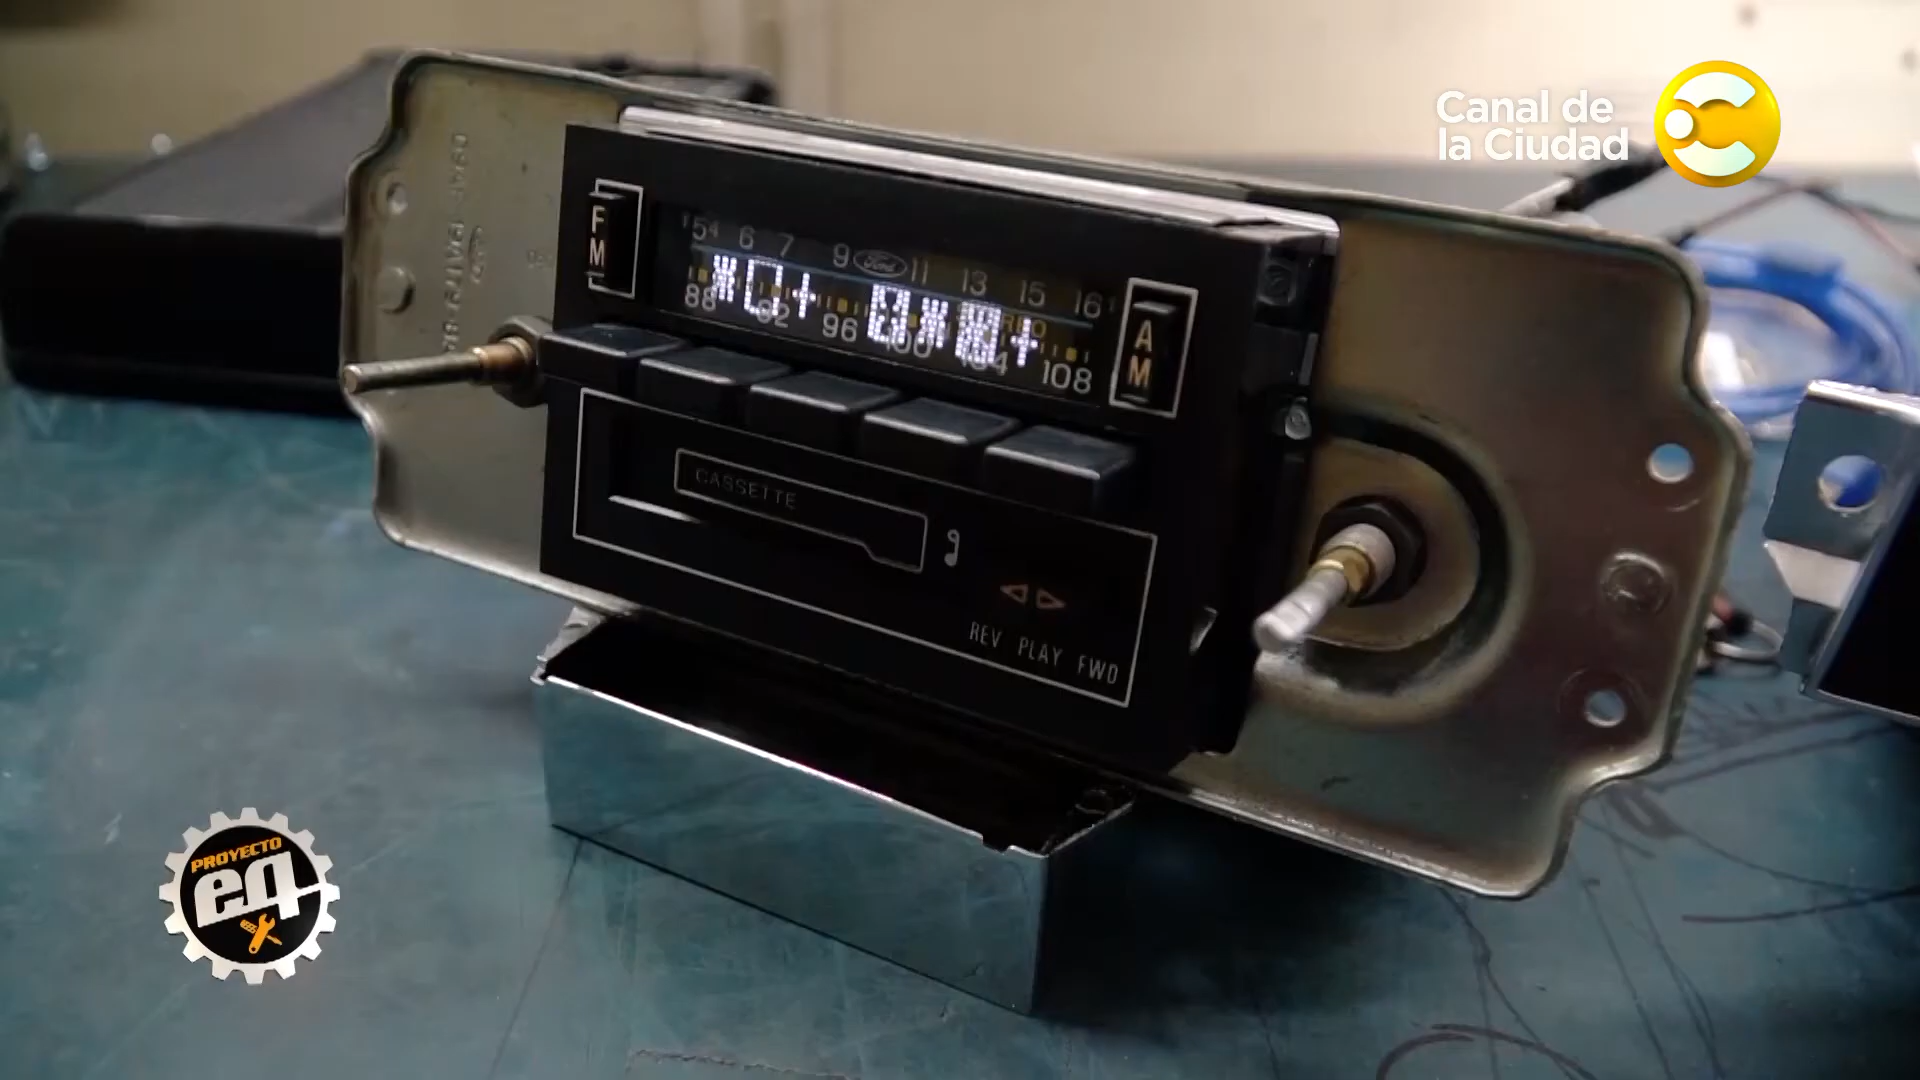 Canal de
la Ciudad
FM
54 6 7 9 Ford 11 13 15 16
88 92 96 100 104 108
AM
CASSETTE
REV PLAY FWD
PROYECTO
eq